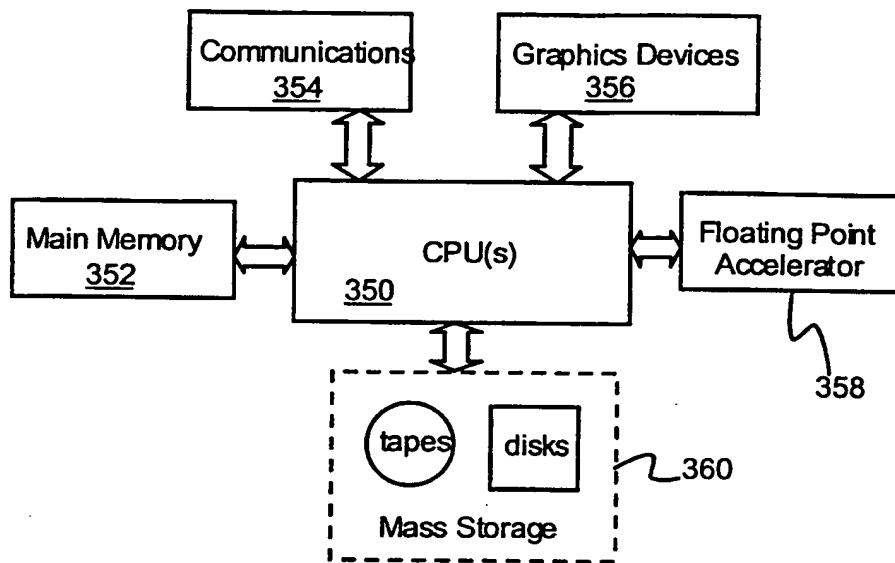 Communications
354
Graphics Devices
356
Main Memory
352
CPU(s)
350
Floating Point
Accelerator
358
tapes
disks
360
Mass Storage